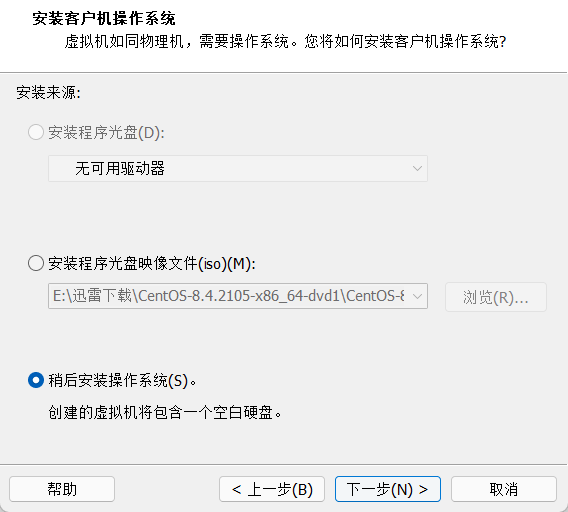 安装客户机操作系统
虚拟机如同物理机，需要操作系统。您将如何安装客户机操作系统?
安装来源:
安装程序光盘(D):
无可用驱动器
安装程序光盘映像文件(iso)(M):
E:\迅雷下载\CentOS-8.4.2105-x86_64-dvd1\CentOS-8
浏览(R)...
稍后安装操作系统(S)。
创建的虚拟机将包含一个空白硬盘。
帮助
< 上一步(B)
下一步(N) >
取消